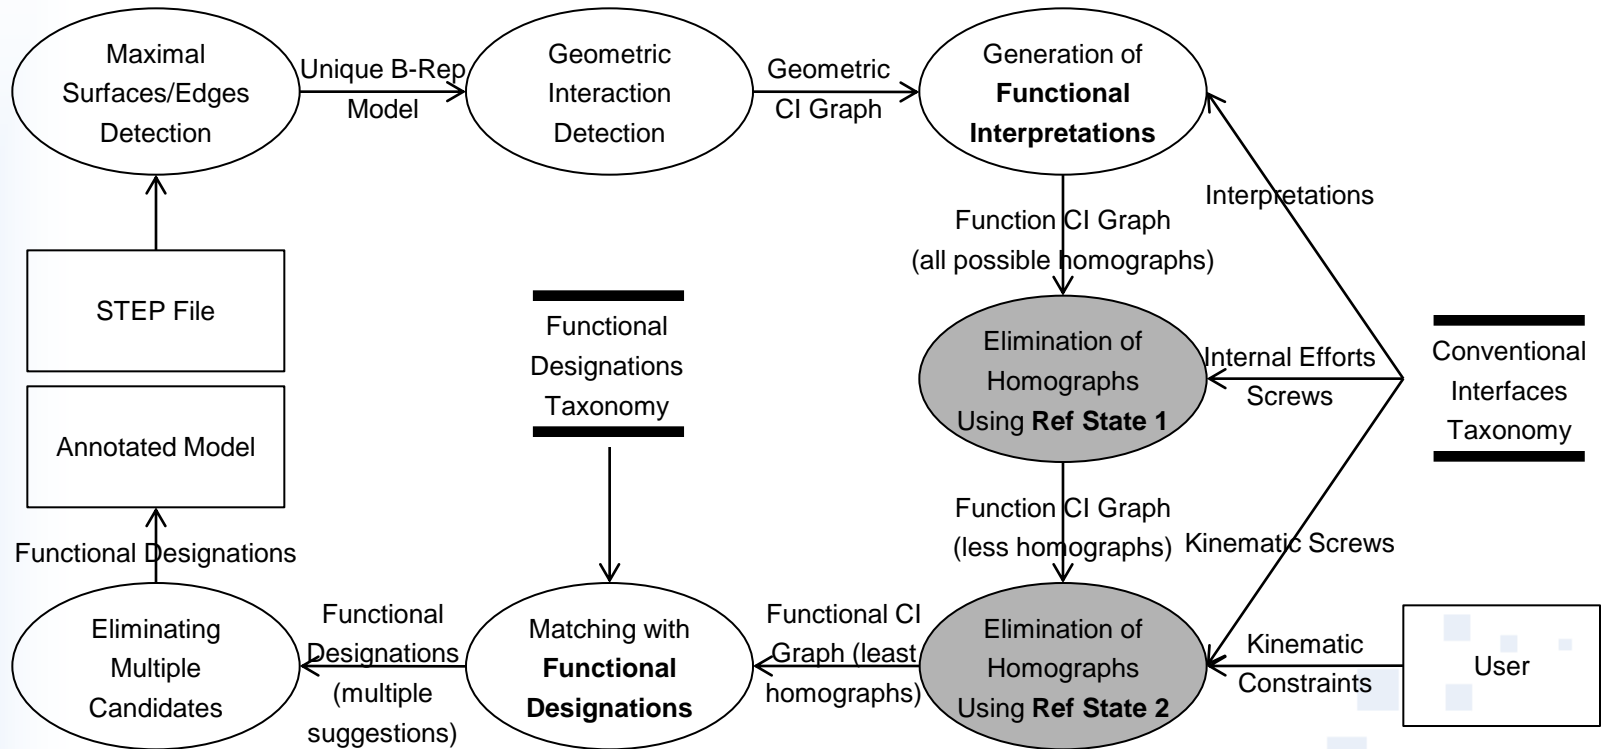 Maximal
Surfaces/Edges
Detection
Unique B-Rep
Model
Geometric
Interaction
Detection
Geometric
CI Graph
Generation of
Functional
Interpretations
Interpretations
Function CI Graph
(all possible homographs)
STEP File
Functional
Designations
Taxonomy
Elimination of
Homographs
Using Ref State 1
Internal Efforts
Screws
Conventional
Interfaces
Taxonomy
Annotated Model
Function CI Graph
(less homographs)
Kinematic Screws
Functional Designations
Eliminating
Multiple
Candidates
Functional
Designations
(multiple
suggestions)
Matching with
Functional
Designations
Functional CI
Graph (least
homographs)
Elimination of
Homographs
Using Ref State 2
Kinematic
Constraints
User